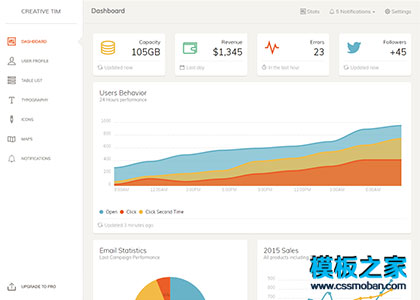 CREATIVE TIM
Dashboard
Stats
5 Notifications
Settings
DASHBOARD
USER PROFILE
TABLE LIST
TYPOGRAPHY
ICONS
MAPS
NOTIFICATIONS
UPGRADE TO PRO
Capacity
105GB
Updated now
Revenue
$1,345
Last day
Errors
23
In the last hour
Followers
+45
Updated now
Users Behavior
24 Hours performance
1000
800
600
400
200
0
9:00AM
12:00AM
3:00PM
6:00PM
9:00PM
12:00PM
3:00AM
6:00AM
Open Click Click Second Time
Updated 3 minutes ago
Email Statistics
Last Campaign Performance
2015 Sales
All products including
模板之家
www.cssmoban.com